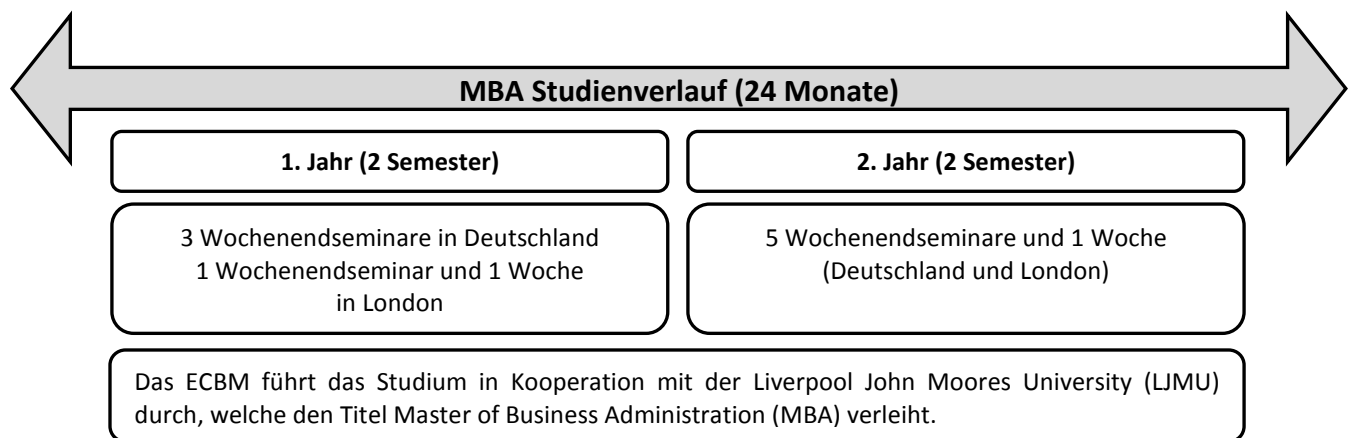 MBA Studienverlauf (24 Monate)
1. Jahr (2 Semester)
2. Jahr (2 Semester)
3 Wochenendseminare in Deutschland
1 Wochenendseminar und 1 Woche
in London
5 Wochenendseminare und 1 Woche
(Deutschland und London)
Das ECBM führt das Studium in Kooperation mit der Liverpool John Moores University (LJMU)
durch, welche den Titel Master of Business Administration (MBA) verleiht.